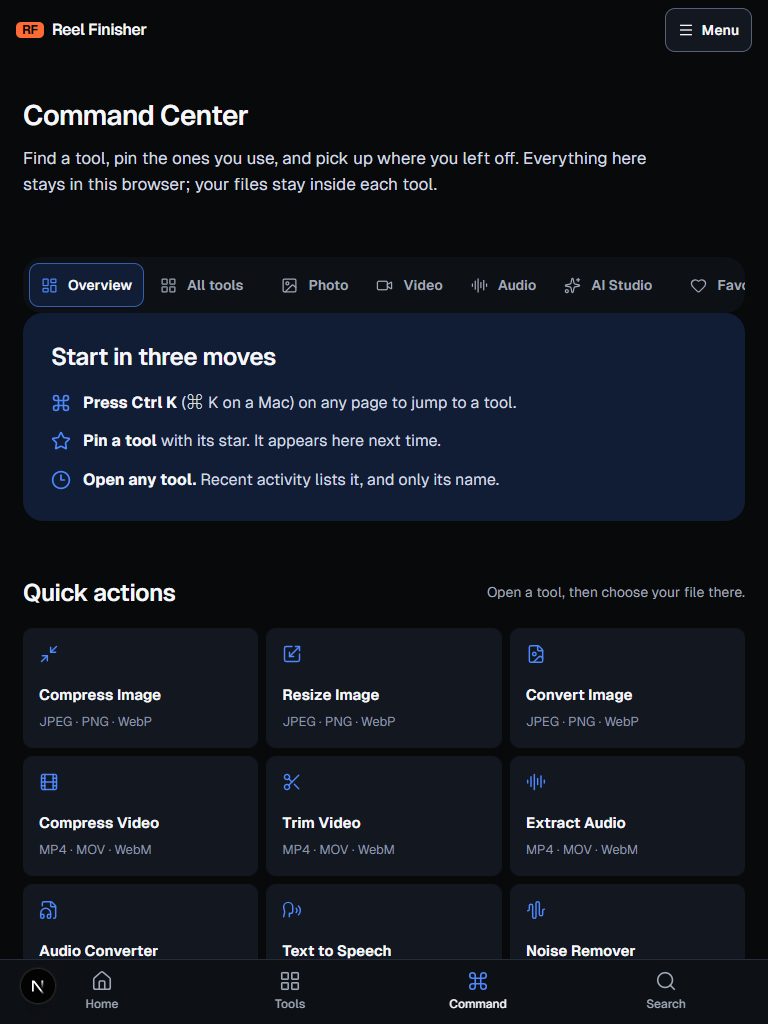 RF Reel Finisher
Menu
Command Center
Find a tool, pin the ones you use, and pick up where you left off. Everything here
stays in this browser; your files stay inside each tool.
Overview
All tools
Photo
Video
Audio
AI Studio
Favo
Start in three moves
Press Ctrl K (⌘ K on a Mac) on any page to jump to a tool.
Pin a tool with its star. It appears here next time.
Open any tool. Recent activity lists it, and only its name.
Quick actions
Open a tool, then choose your file there.
Compress Image
JPEG · PNG · WebP
Resize Image
JPEG · PNG · WebP
Convert Image
JPEG · PNG · WebP
Compress Video
MP4 · MOV · WebM
Trim Video
MP4 · MOV · WebM
Extract Audio
MP4 · MOV · WebM
Audio Converter
Text to Speech
Noise Remover
N
Home
Tools
Command
Search